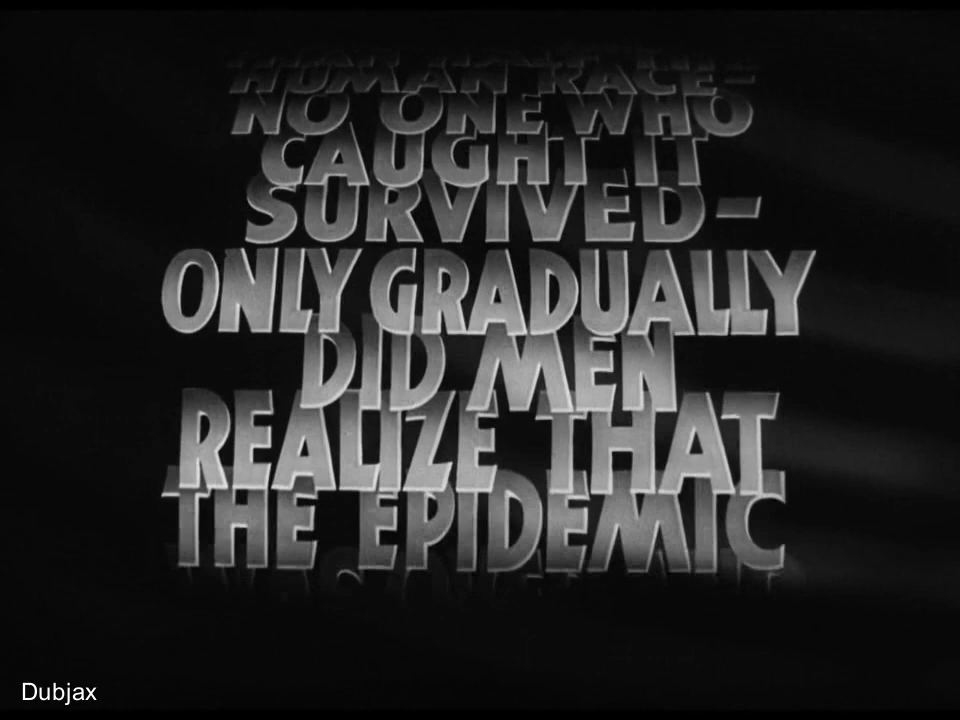 HUMAN RACE-
NO ONE WHO
CAUGHT IT
SURVIVED-
ONLY GRADUALLY
DID MEN
REALIZE THAT
THE EPIDEMIC
Dubjax